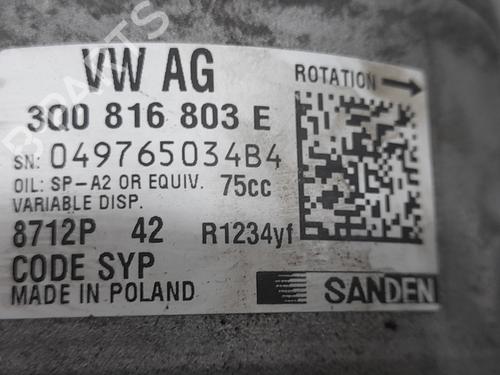 VW AG
ROTATION
3Q0 816 803 E
SN: 049765034B4
OIL: SP-A2 OR EQUIV. 75cc
VARIABLE DISP.
8712P 42 R1234yf
CODE SYP
MADE IN POLAND
SANDEN